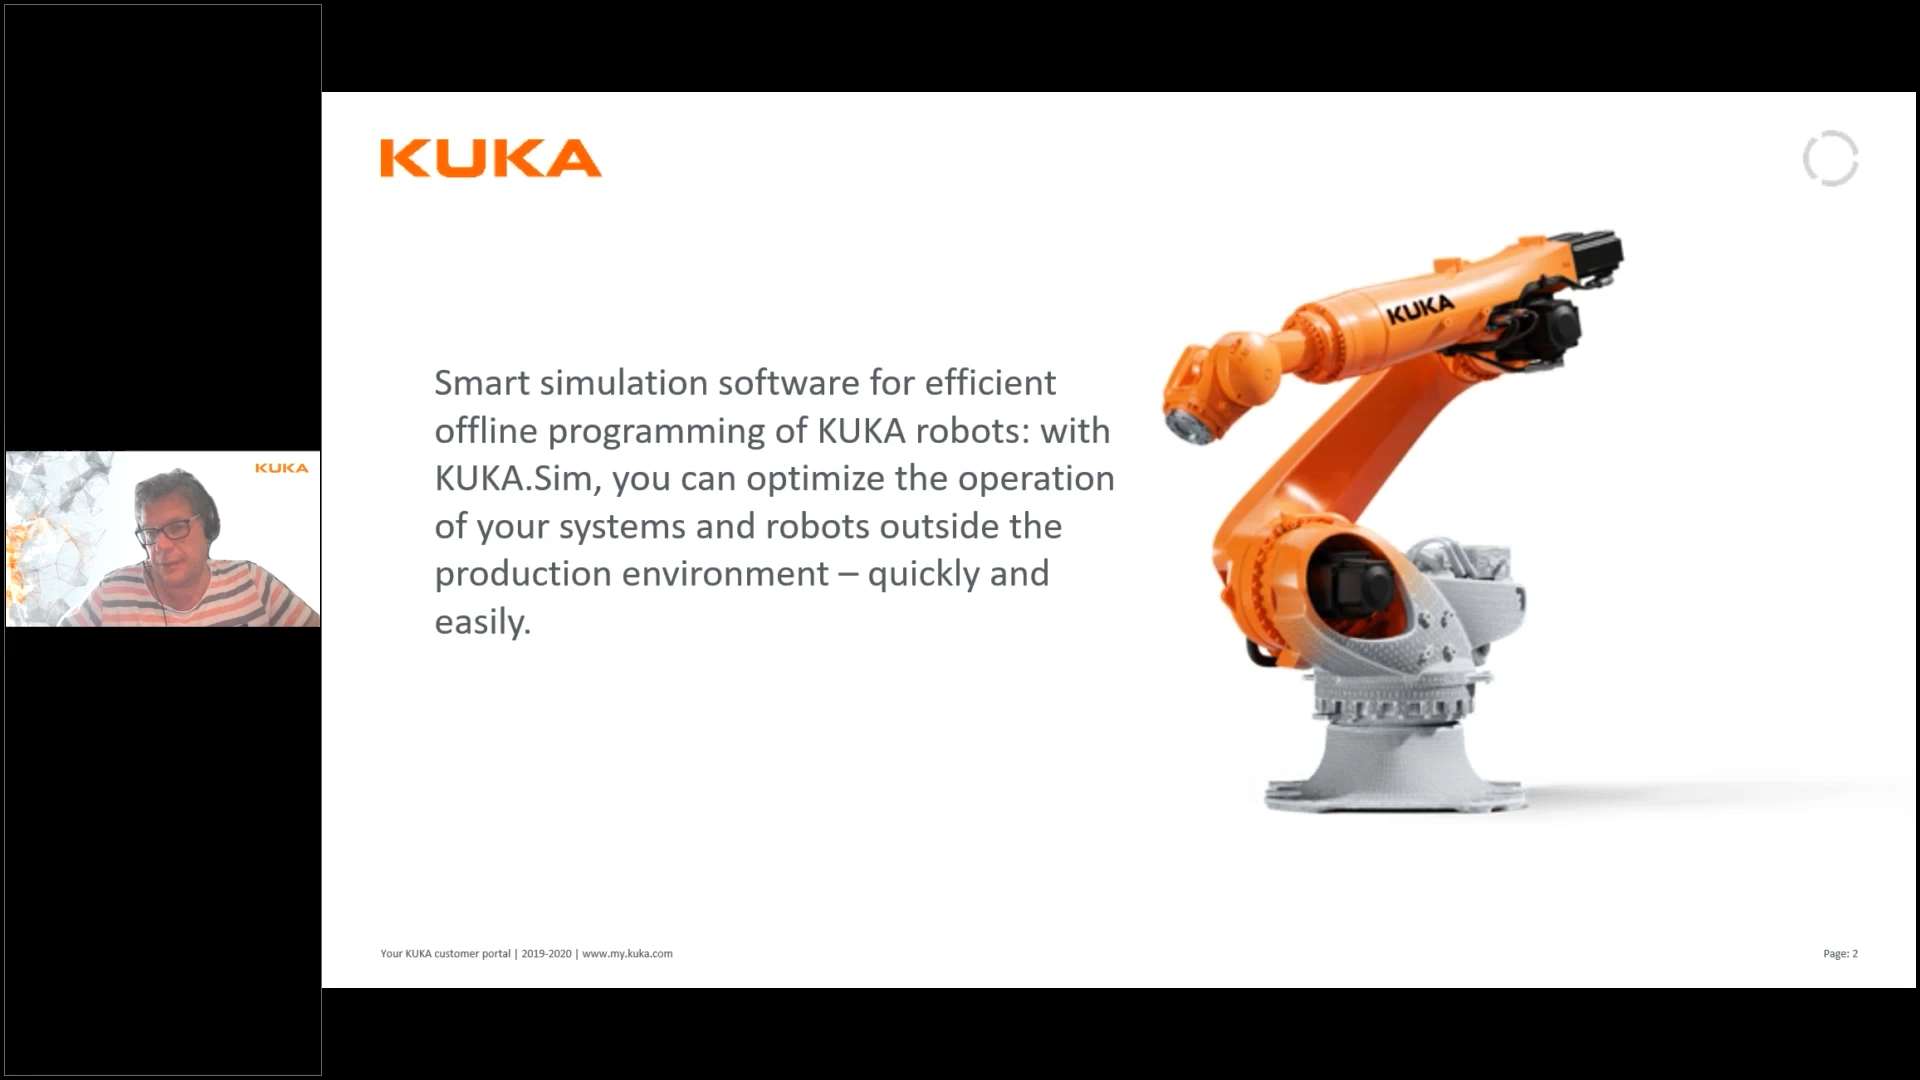 KUKA
KUKA
Smart simulation software for efficient
offline programming of KUKA robots: with
KUKA.Sim, you can optimize the operation
of your systems and robots outside the
production environment – quickly and
easily.
KUKA
Your KUKA customer portal | 2019-2020 | www.my.kuka.com
Page: 2